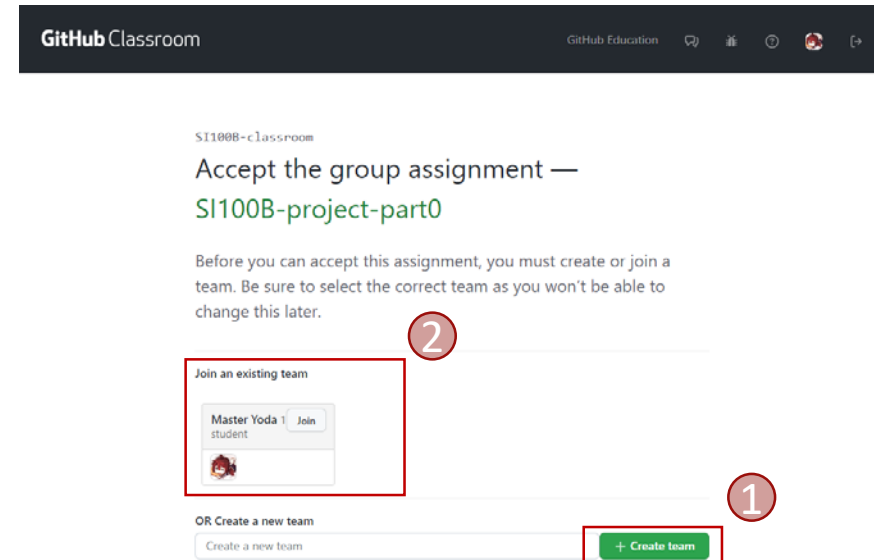 GitHub Classroom
GitHub Education
SI100B-classroom
Accept the group assignment —
SI100B-project-part0
Before you can accept this assignment, you must create or join a
team. Be sure to select the correct team as you won't be able to
change this later.
2
Join an existing team
Master Yoda 1 Join
student
1
OR Create a new team
Create a new team
+ Create team